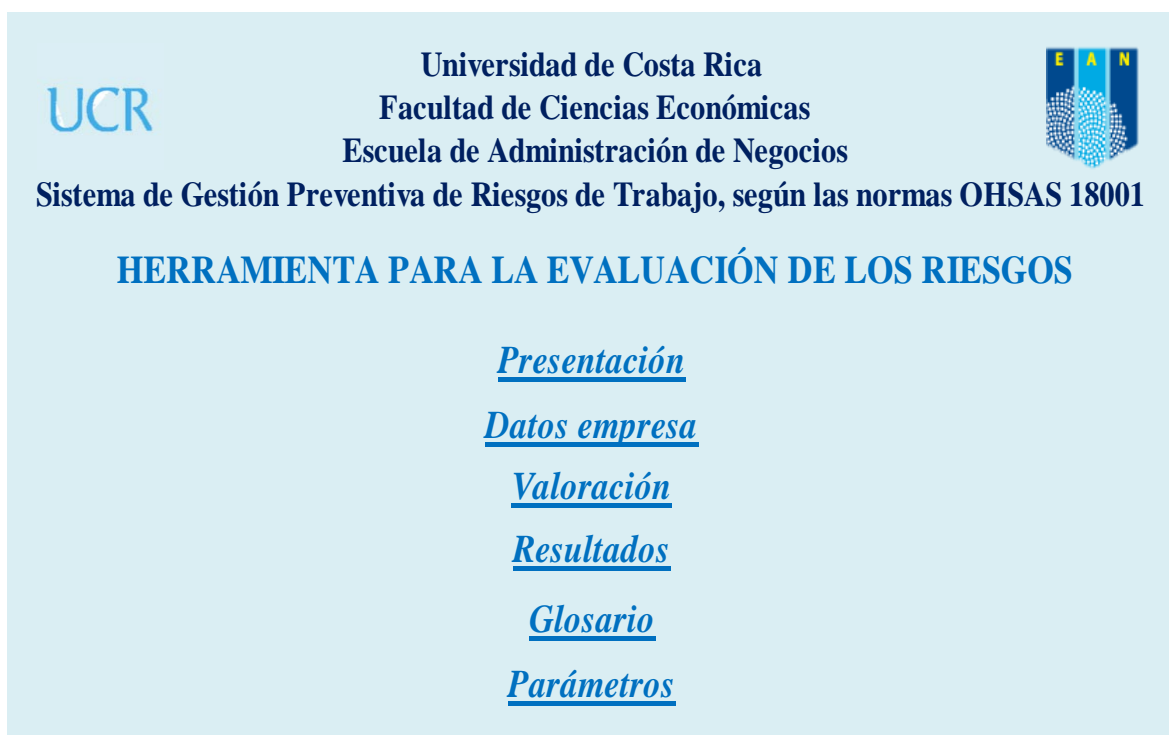 Universidad de Costa Rica
UCR
Facultad de Ciencias Económicas
Escuela de Administración de Negocios
E A N
Sistema de Gestión Preventiva de Riesgos de Trabajo, según las normas OHSAS 18001
HERRAMIENTA PARA LA EVALUACIÓN DE LOS RIESGOS
Presentación
Datos empresa
Valoración
Resultados
Glosario
Parámetros